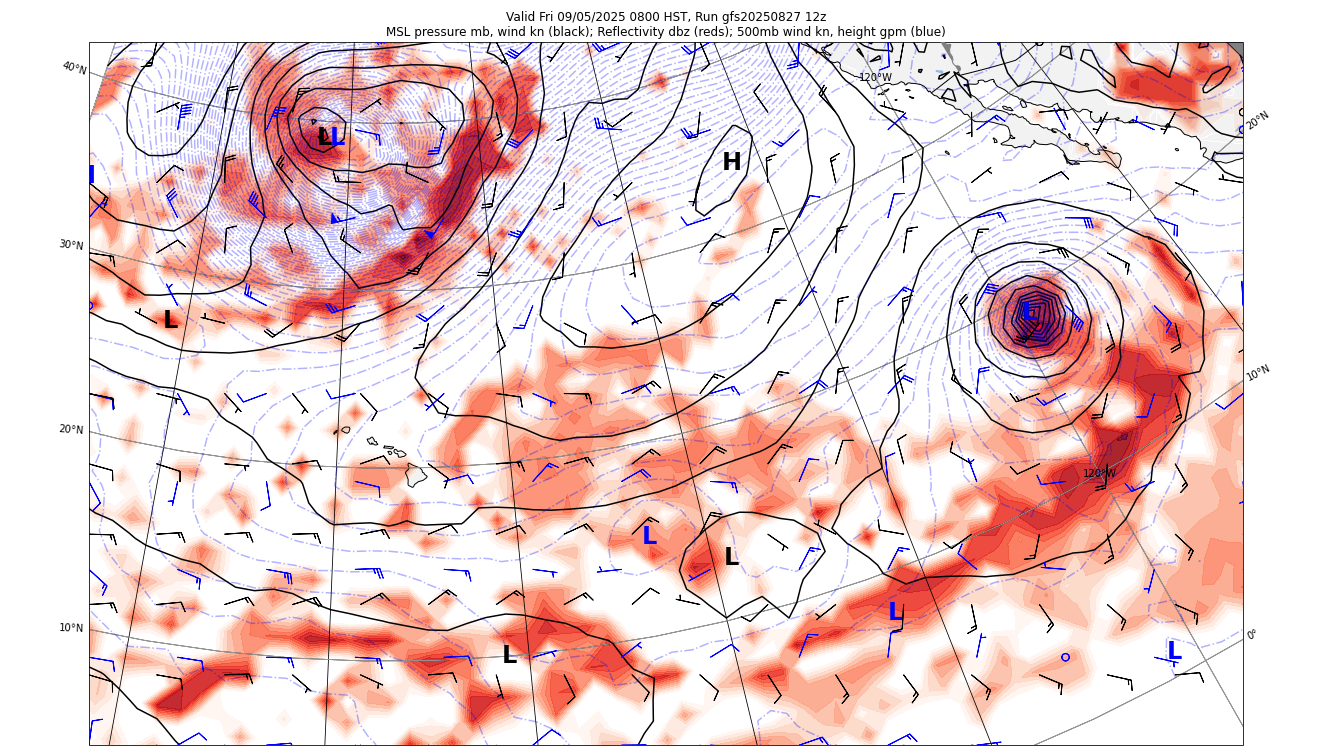 Valid Fri 09/05/2025 0800 HST, Run gfs20250827 12z
MSL pressure mb, wind kn (black); Reflectivity dbz (reds); 500mb wind kn, height gpm (blue)
40°N
120°W
20°N
L
L
H
30°N
L
L
10°N
20°N
120°W
L
L
L
10°N
0°
L
L